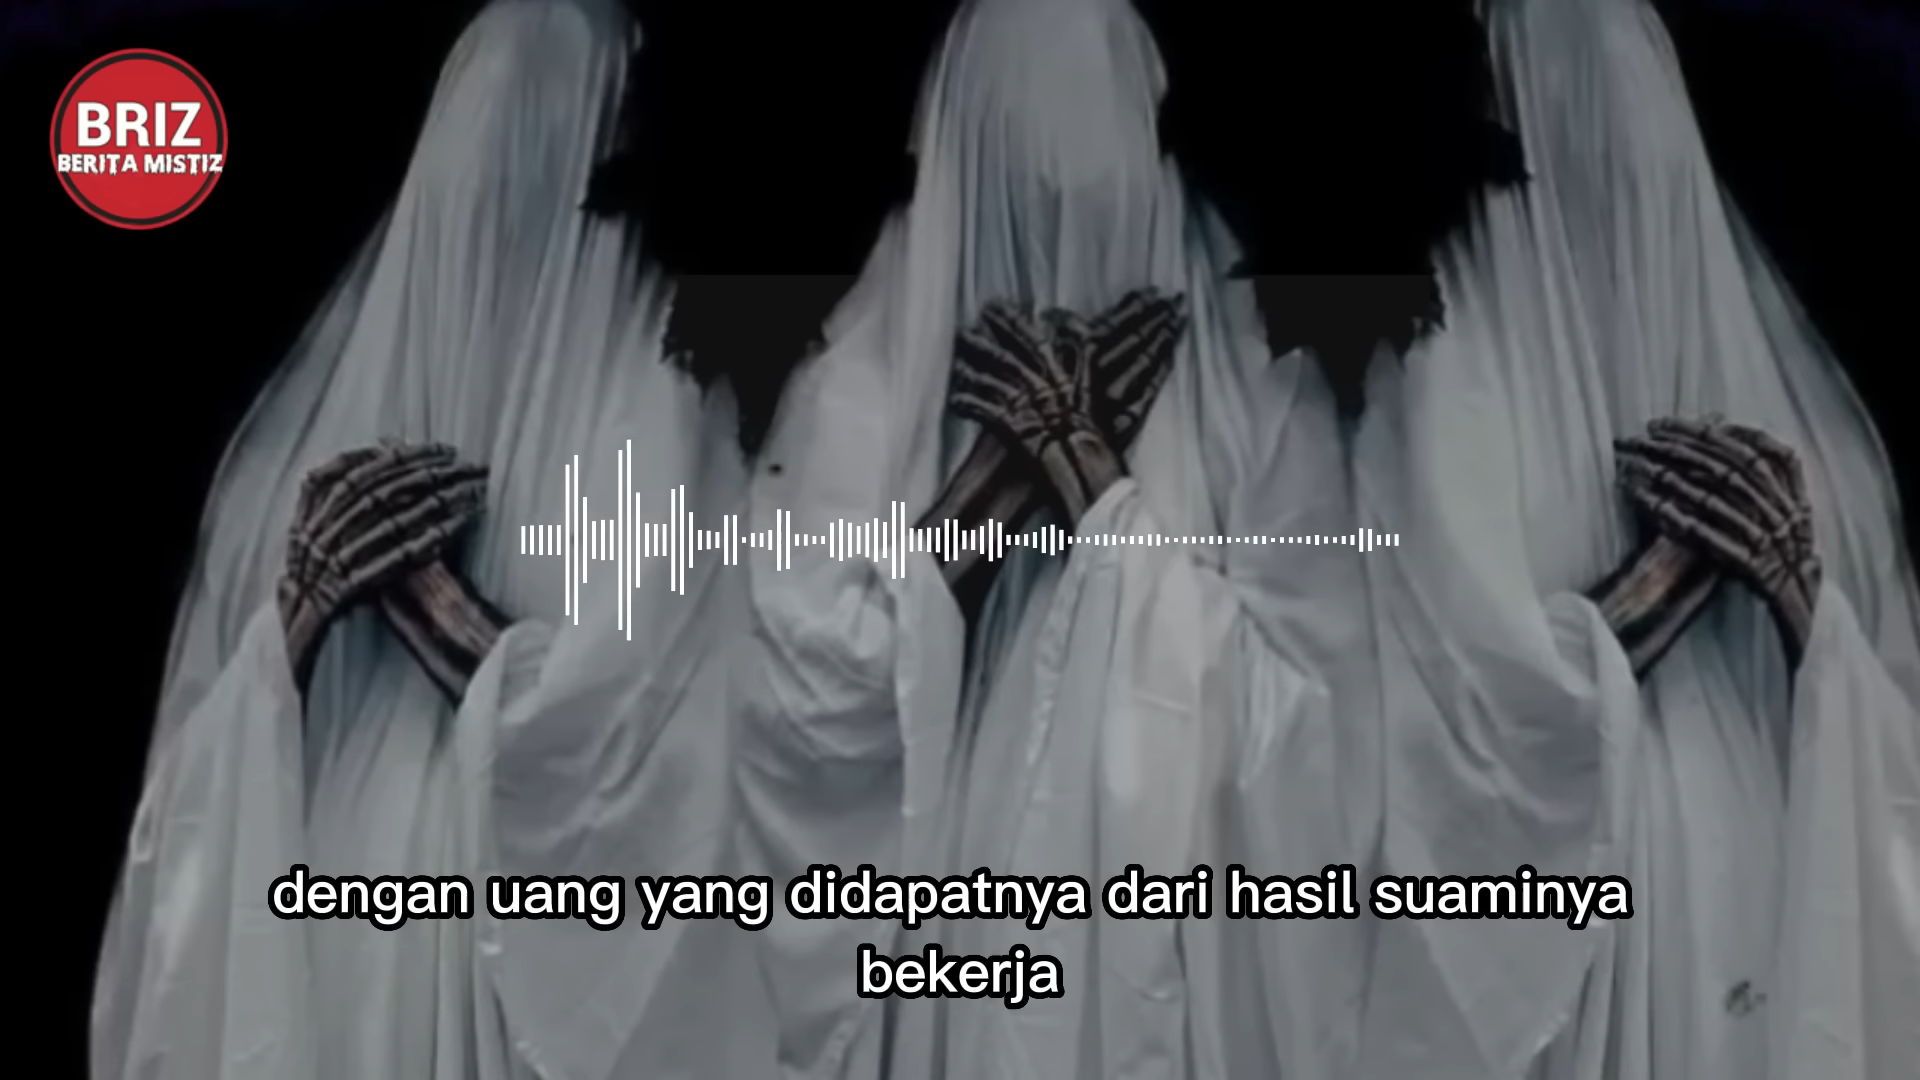 BRIZ
BERITA MISTIZ
dengan uang yang didapatnya dari hasil suaminya
bekerja